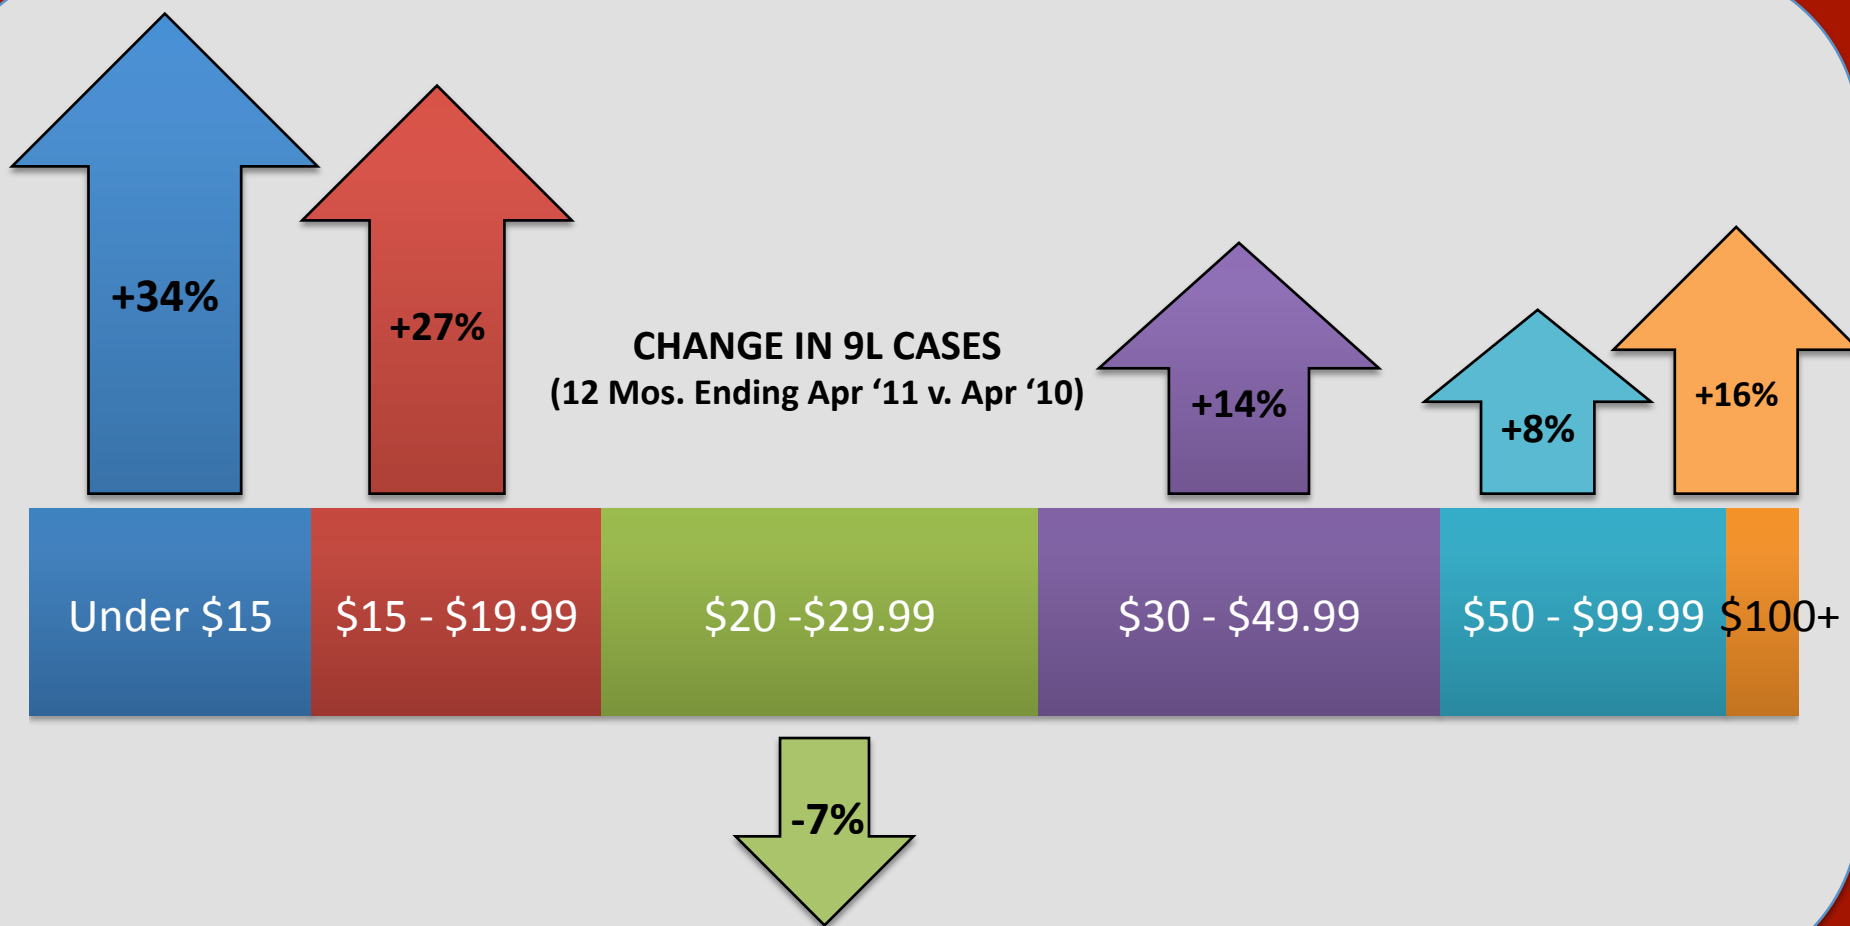 +34%
+27%
CHANGE IN 9L CASES
(12 Mos. Ending Apr ‘11 v. Apr ‘10)
+14%
+8%
+16%
Under $15
$15 - $19.99
$20 -$29.99
$30 - $49.99
$50 - $99.99
$100+
-7%